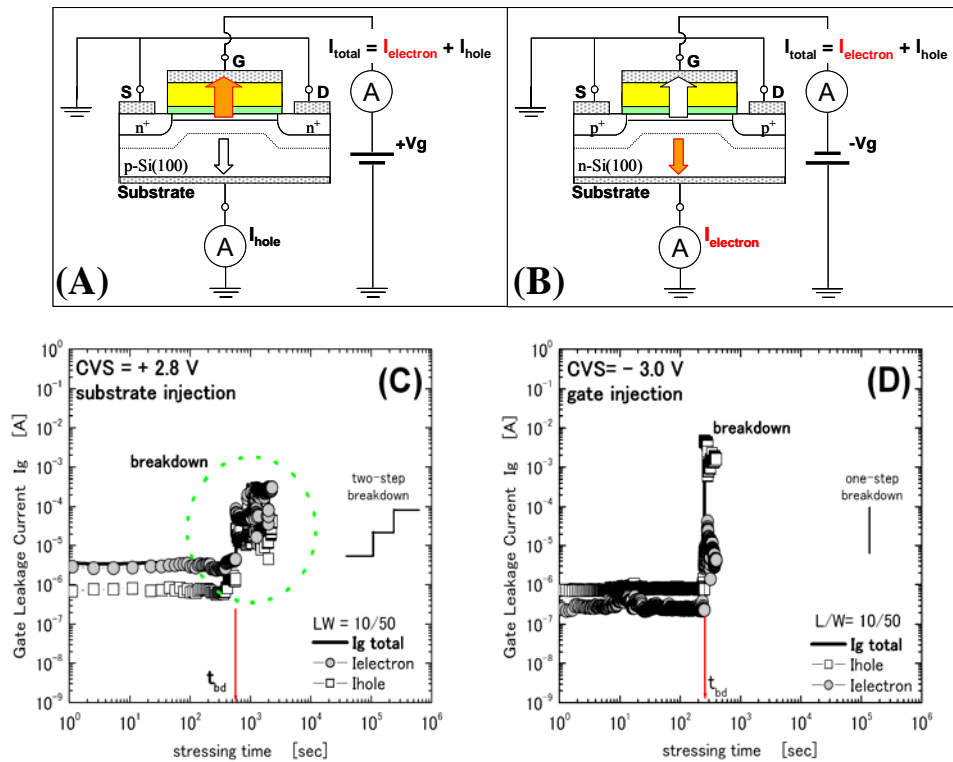 I_total = I_electron + I_hole
G
A
S
D
n+
n+
+Vg
p-Si(100)
Substrate
A
I_hole
(A)
I_total = I_electron + I_hole
G
A
S
D
p+
p+
-Vg
n-Si(100)
Substrate
A
I_electron
(B)
CVS = + 2.8 V
substrate injection
(C)
breakdown
two-step
breakdown
LW = 10/50
Ig total
Ielectron
Ihole
t_bd
Gate Leakage Current Ig [A]
10^0
10^-1
10^-2
10^-3
10^-4
10^-5
10^-6
10^-7
10^-8
10^-9
10^0 10^1 10^2 10^3 10^4 10^5 10^6
stressing time [sec]
CVS= − 3.0 V
gate injection
(D)
breakdown
one-step
breakdown
L/W= 10/50
Ig total
Ihole
Ielectron
t_bd
Gate Leakage Current Ig [A]
10^0
10^-1
10^-2
10^-3
10^-4
10^-5
10^-6
10^-7
10^-8
10^-9
10^0 10^1 10^2 10^3 10^4 10^5 10^6
stressing time [sec]